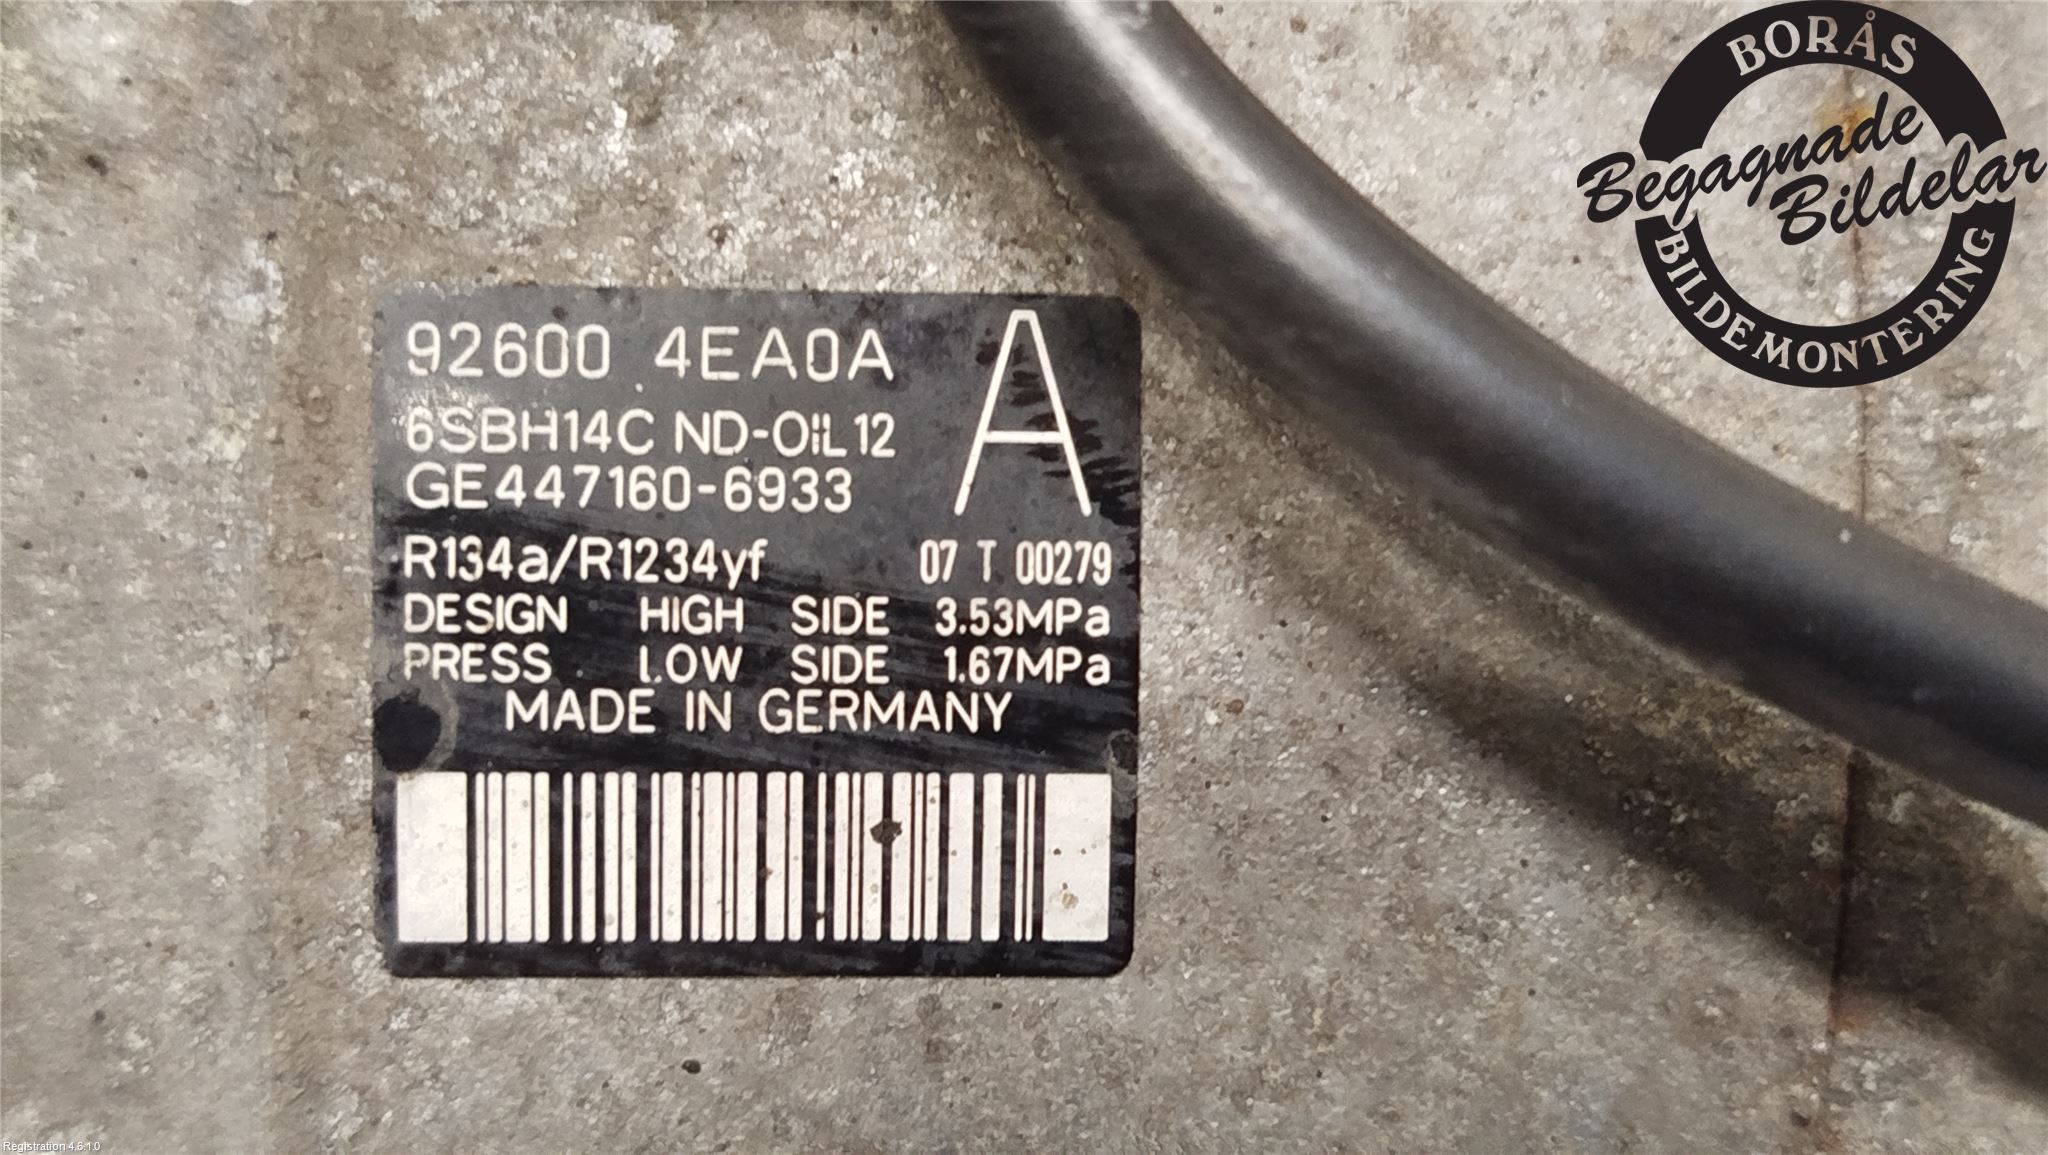 92600 4EA0A
A
6SBH14C ND-OIL12
GE447160-6933
R134a/R1234yf 07 T 00279
DESIGN HIGH SIDE 3.53MPa
PRESS LOW SIDE 1.67MPa
MADE IN GERMANY
BORÅS
Begagnade
Bildelar
BILDEMONTERING
Registration 4.6.1.0